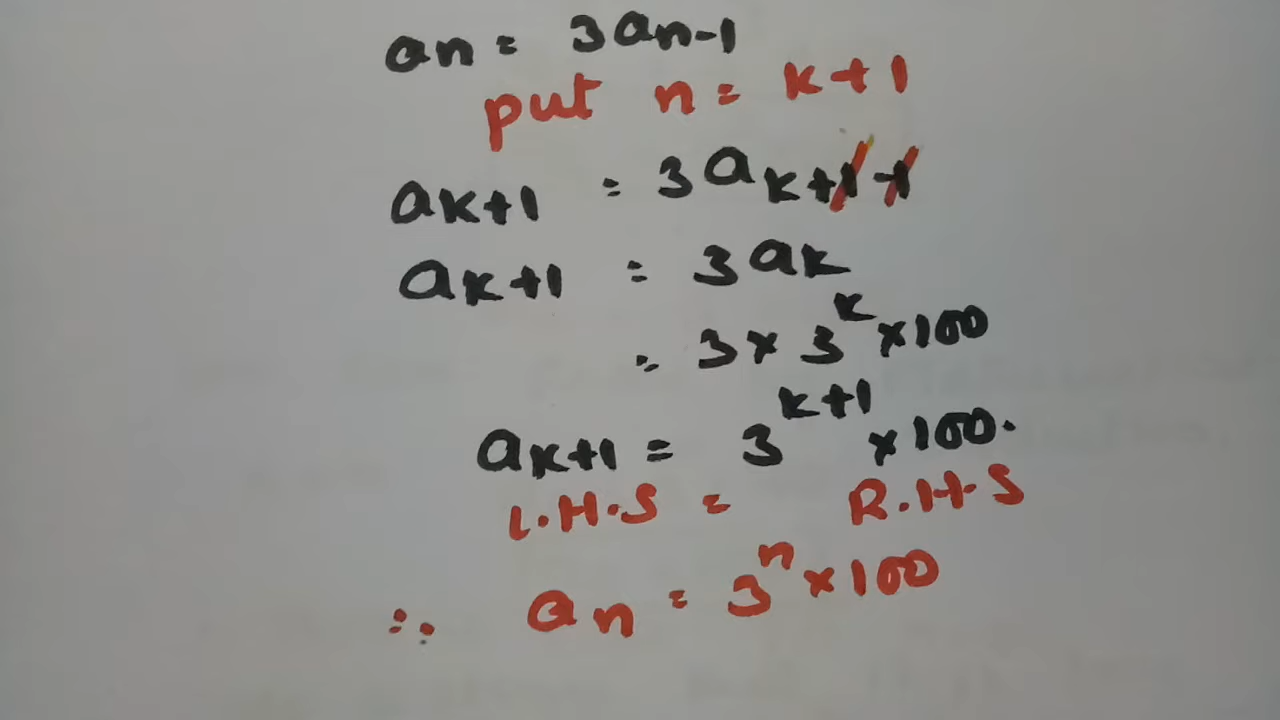 an = 3an-1
put n = k+1
ak+1 = 3ak+1-1
ak+1 = 3ak
= 3×3^k×100
ak+1 = 3^k+1 ×100.
L.H.S = R.H.S
∴ an = 3^n×100